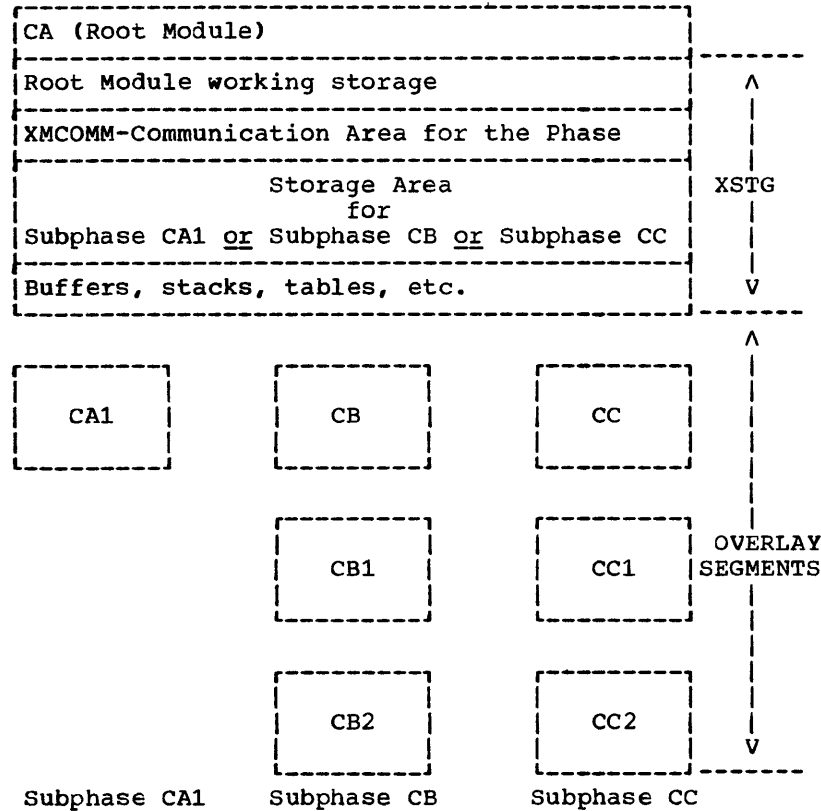 CA (Root Module)
Root Module working storage
XMCOMM-Communication Area for the Phase
Storage Area
for
Subphase CA1 or Subphase CB or Subphase CC
XSTG
Buffers, stacks, tables, etc.
CA1 CB CC
CB1 CC1
OVERLAY
SEGMENTS
CB2 CC2
Subphase CA1 Subphase CB Subphase CC